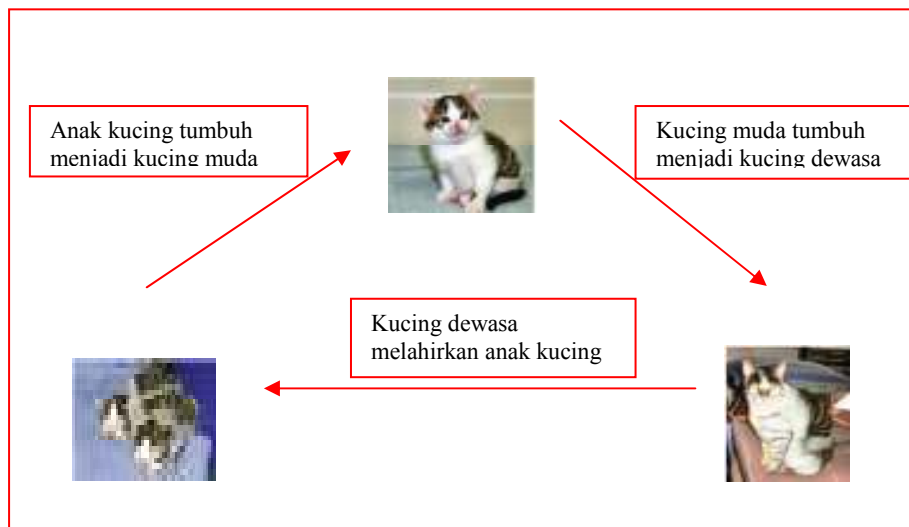 Anak kucing tumbuh
menjadi kucing muda
Kucing muda tumbuh
menjadi kucing dewasa
Kucing dewasa
melahirkan anak kucing